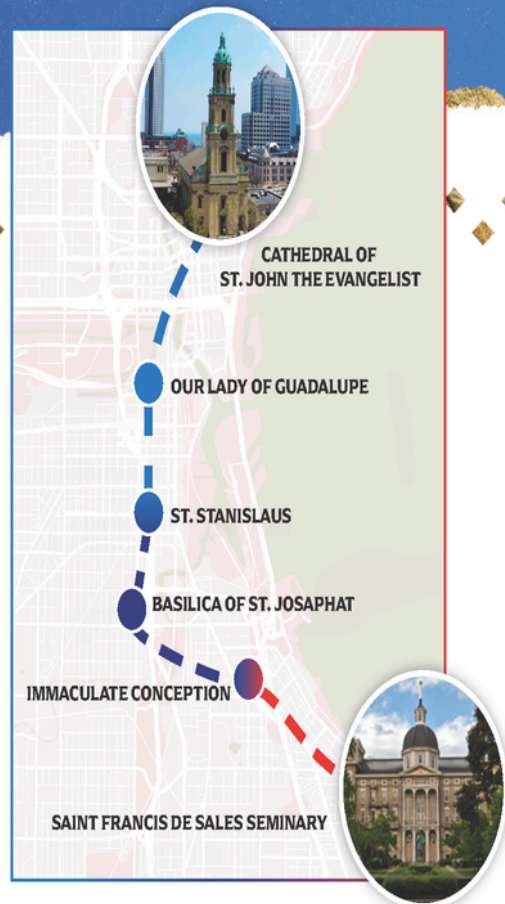 CATHEDRAL OF
ST. JOHN THE EVANGELIST
OUR LADY OF GUADALUPE
ST. STANISLAUS
BASILICA OF ST. JOSAPHAT
IMMACULATE CONCEPTION
SAINT FRANCIS DE SALES SEMINARY